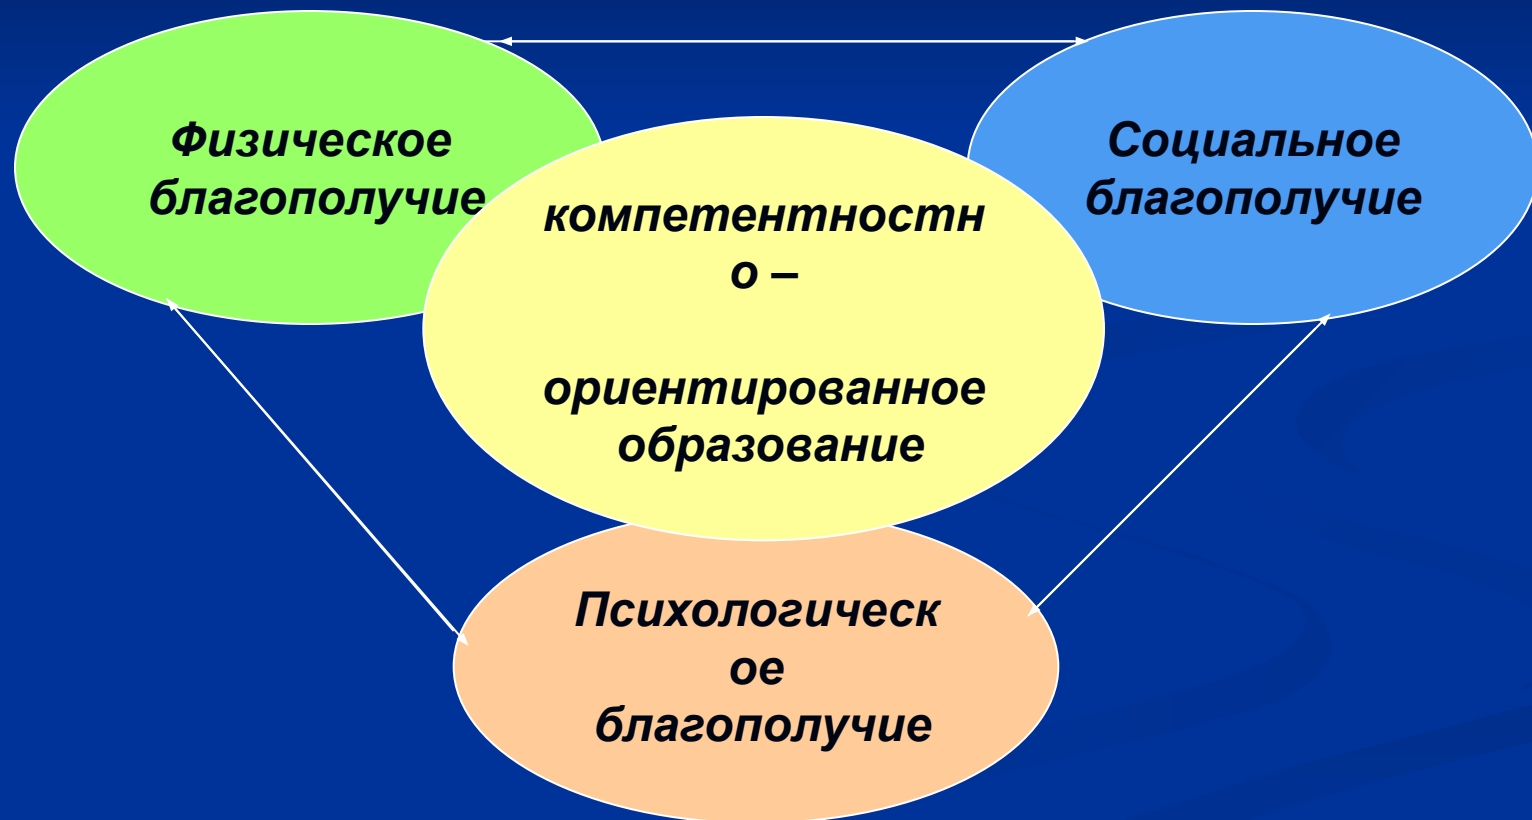 Физическое
благополучие
Социальное
благополучие
компетентностн
о –
ориентированное
образование
Психологическ
ое
благополучие